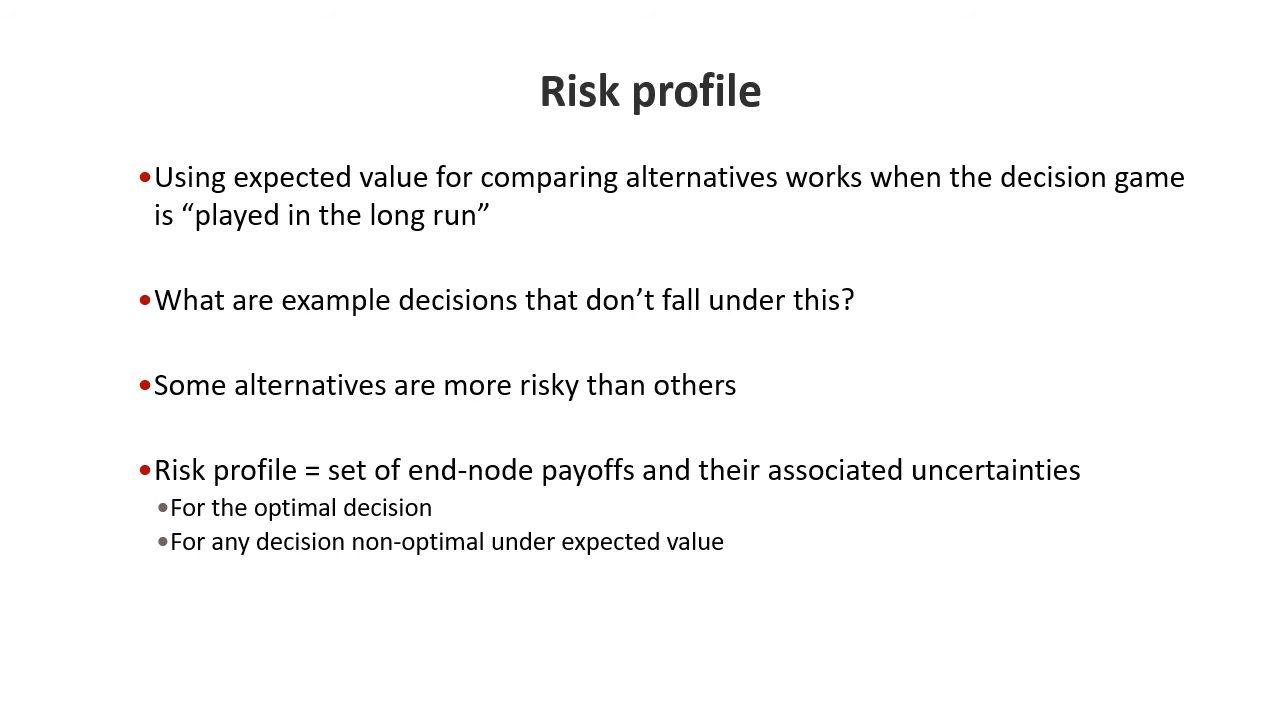 Risk profile
•Using expected value for comparing alternatives works when the decision game
is “played in the long run”
•What are example decisions that don’t fall under this?
•Some alternatives are more risky than others
•Risk profile = set of end-node payoffs and their associated uncertainties
•For the optimal decision
•For any decision non-optimal under expected value